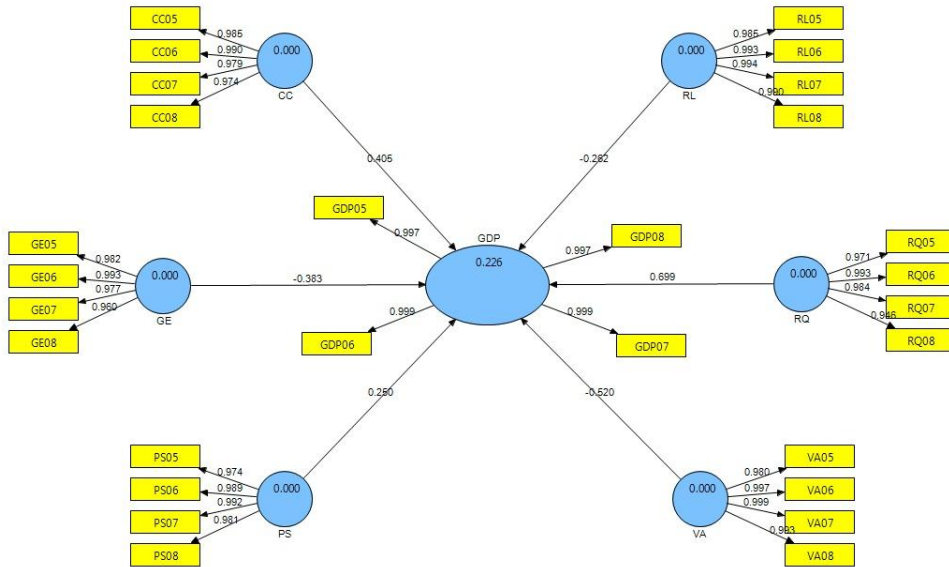 CC05
0.985
CC06
0.990
CC07
0.979
CC08
0.974
0.000
CC
RL05
0.985
RL06
0.993
RL07
0.994
RL08
0.990
0.000
RL
0.405
-0.262
GDP05
0.997
GDP
0.226
GDP08
0.997
GDP06
0.999
GDP07
0.999
GE05
0.982
GE06
0.993
GE07
0.977
GE08
0.960
0.000
GE
-0.383
0.699
RQ05
0.971
RQ06
0.993
RQ07
0.984
RQ08
0.946
0.000
RQ
0.250
-0.520
PS05
0.974
PS06
0.989
PS07
0.992
PS08
0.981
0.000
PS
VA05
0.980
VA06
0.997
VA07
0.999
VA08
0.993
0.000
VA